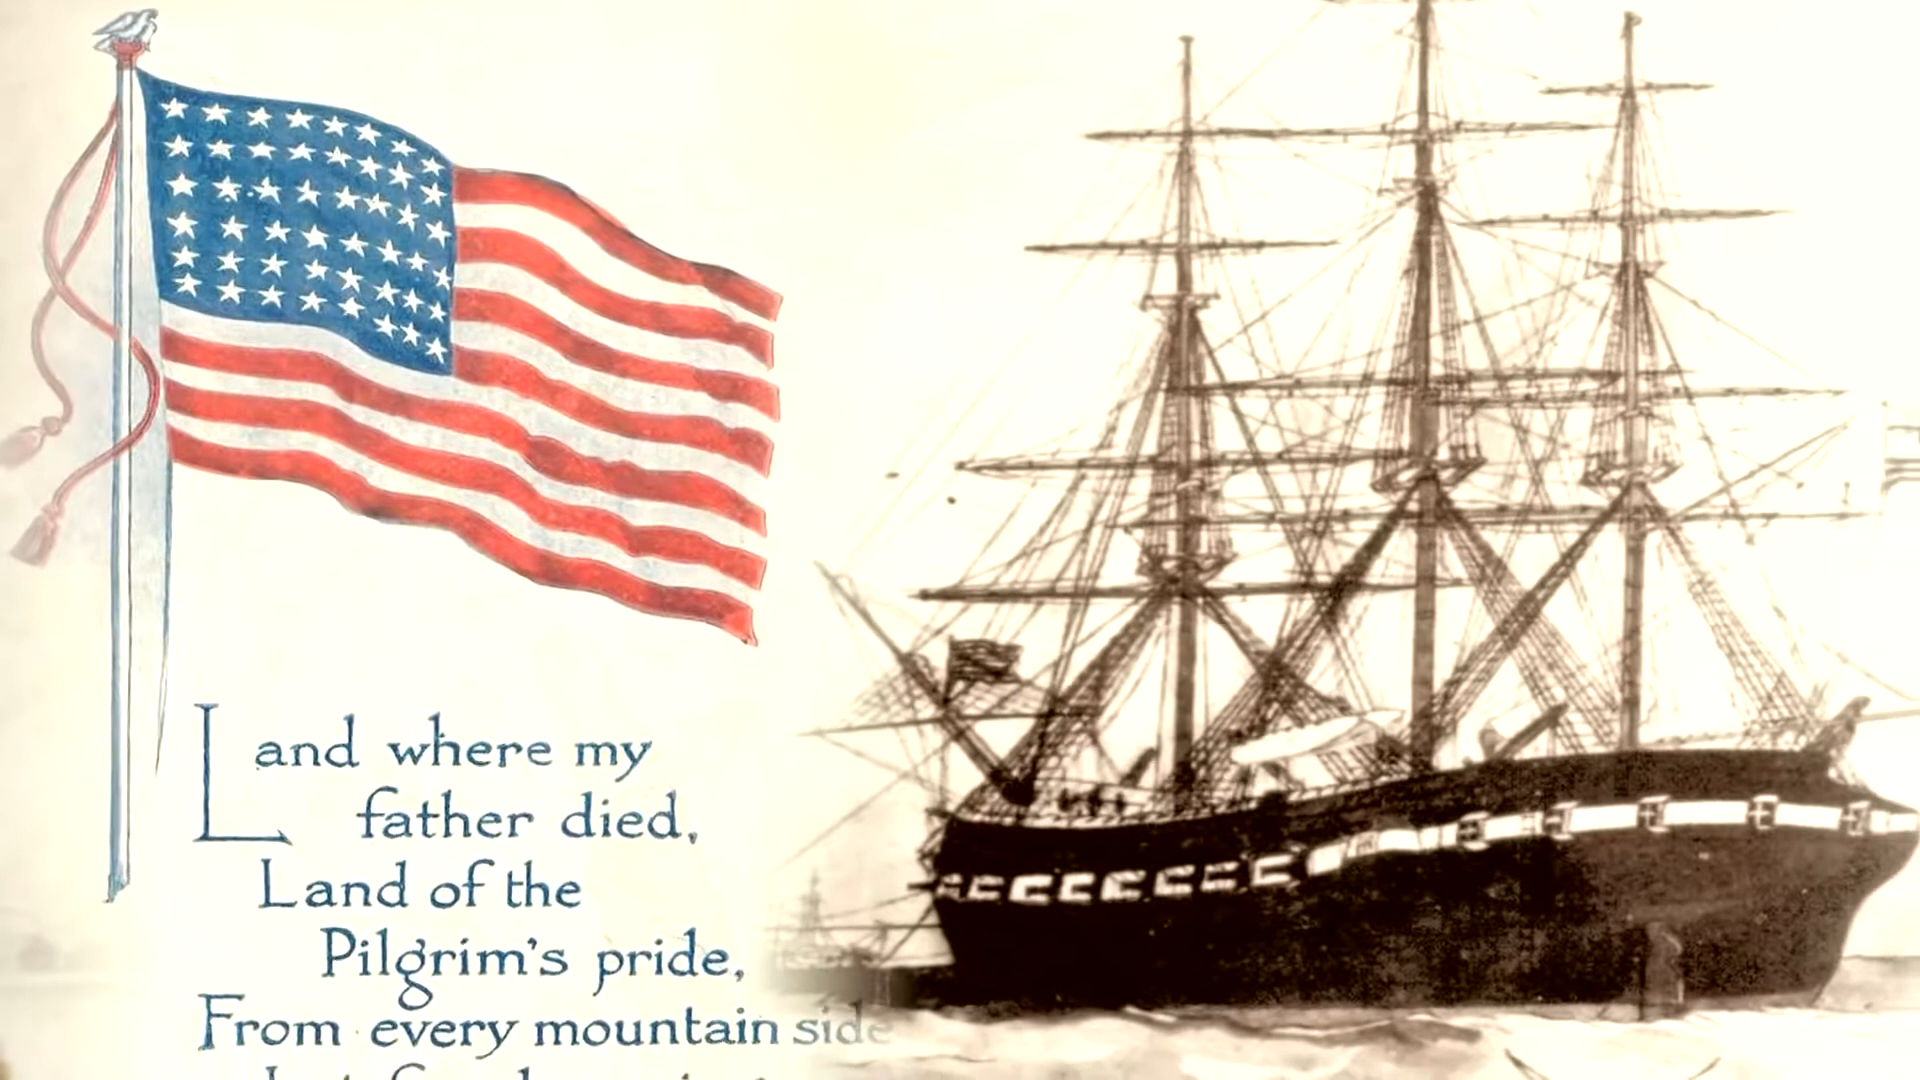 Land where my
father died,
Land of the
Pilgrim's pride,
From every mountain side